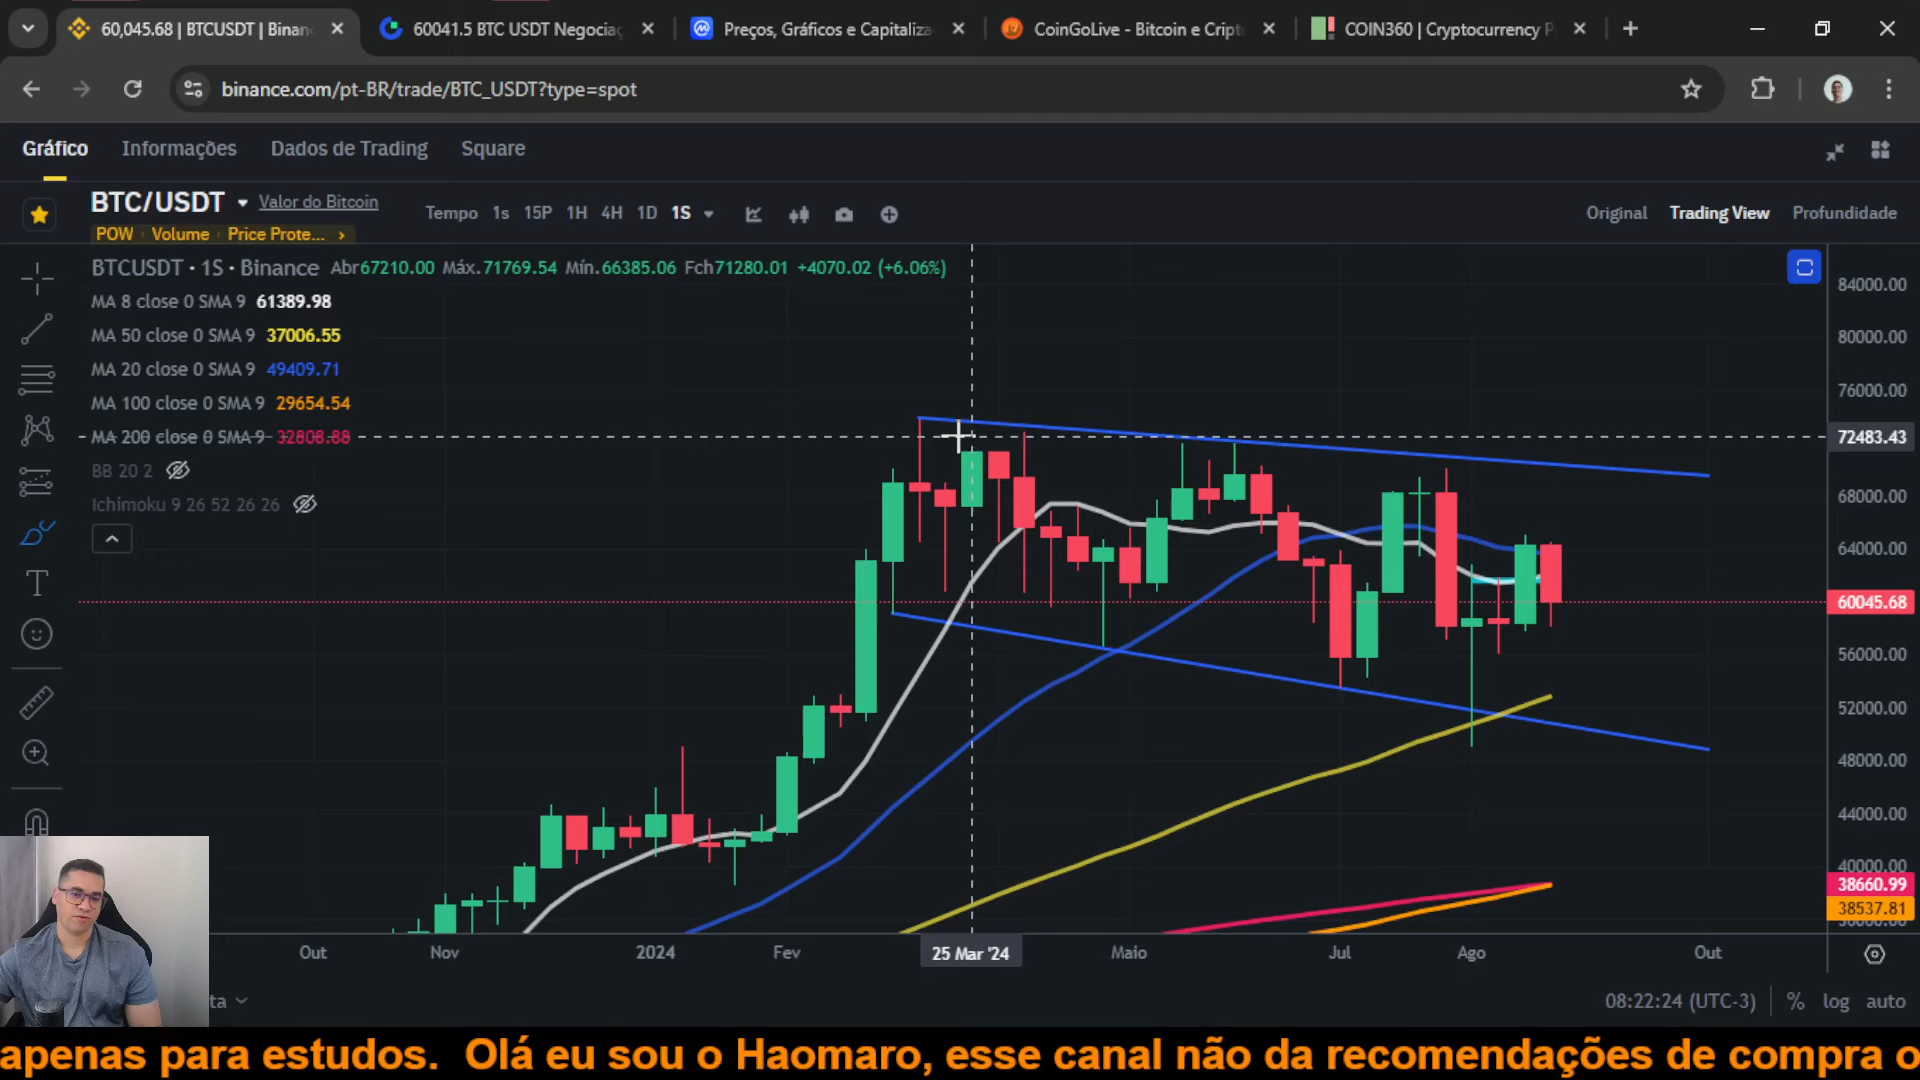 60,045.68 | BTCUSDT | Binan
60041.5 BTC USDT Negociaç
Preços, Gráficos e Capitaliza
CoinGoLive - Bitcoin e Cript
COIN360 | Cryptocurrency P
binance.com/pt-BR/trade/BTC_USDT?type=spot
Gráfico Informações Dados de Trading Square
BTC/USDT Valor do Bitcoin
Tempo 1s 15P 1H 4H 1D 1S
Original Trading View Profundidade
POW · Volume · Price Prote...
BTCUSDT · 1S · Binance Abr67210.00 Máx.71769.54 Mín.66385.06 Fch71280.01 +4070.02 (+6.06%)
MA 8 close 0 SMA 9 61389.98
MA 50 close 0 SMA 9 37006.55
MA 20 close 0 SMA 9 49409.71
MA 100 close 0 SMA 9 29654.54
MA 200 close 0 SMA 9 32808.88
BB 20 2
Ichimoku 9 26 52 26 26
84000.00
80000.00
76000.00
72483.43
68000.00
64000.00
60045.68
56000.00
52000.00
48000.00
44000.00
40000.00
38660.99
38537.81
Out Nov 2024 Fev 25 Mar '24 Maio Jul Ago Out
ta
08:22:24 (UTC-3) % log auto
apenas para estudos. Olá eu sou o Haomaro, esse canal não da recomendações de compra o